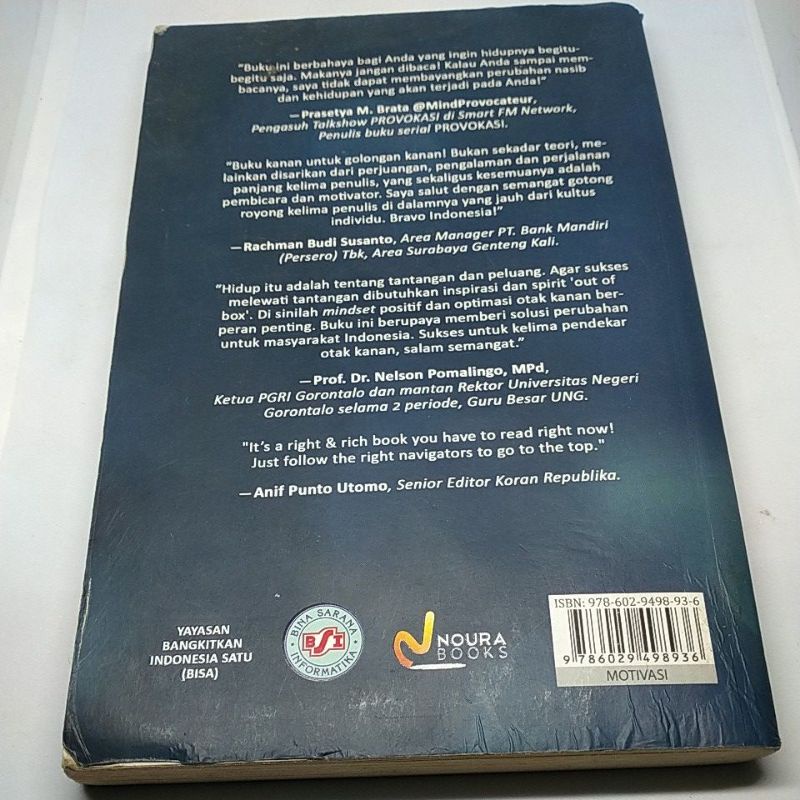 "Buku ini berbahaya bagi Anda yang ingin hidupnya begitu-
begitu saja. Makanya jangan dibaca! Kalau Anda sampai mem-
bacanya, saya tidak dapat membayangkan perubahan nasib
dan kehidupan yang akan terjadi pada Anda!"
—Prasetya M. Brata @MindProvocateur,
Pengasuh Talkshow PROVOKASI di Smart FM Network,
Penulis buku serial PROVOKASI.
"Buku kanan untuk golongan kanan! Bukan sekadar teori, me-
lainkan disarikan dari perjuangan, pengalaman dan perjalanan
panjang kelima penulis, yang sekaligus kesemuanya adalah
pembicara dan motivator. Saya salut dengan semangat gotong
royong kelima penulis di dalamnya yang jauh dari kultus
individu. Bravo Indonesia!"
—Rachman Budi Susanto, Area Manager PT. Bank Mandiri
(Persero) Tbk, Area Surabaya Genteng Kali.
"Hidup itu adalah tentang tantangan dan peluang. Agar sukses
melewati tantangan dibutuhkan inspirasi dan spirit 'out of
box'. Di sinilah mindset positif dan optimasi otak kanan ber-
peran penting. Buku ini berupaya memberi solusi perubahan
untuk masyarakat Indonesia. Sukses untuk kelima pendekar
otak kanan, salam semangat."
—Prof. Dr. Nelson Pomalingo, MPd,
Ketua PGRI Gorontalo dan mantan Rektor Universitas Negeri
Gorontalo selama 2 periode, Guru Besar UNG.
"It's a right & rich book you have to read right now!
Just follow the right navigators to go to the top."
—Anif Punto Utomo, Senior Editor Koran Republika.
YAYASAN
BANGKITKAN
INDONESIA SATU
(BISA)
BINA SARANA
BSI
INFORMATIKA
NOURA
BOOKS
ISBN: 978-602-9498-93-6
9 786029 498936
MOTIVASI